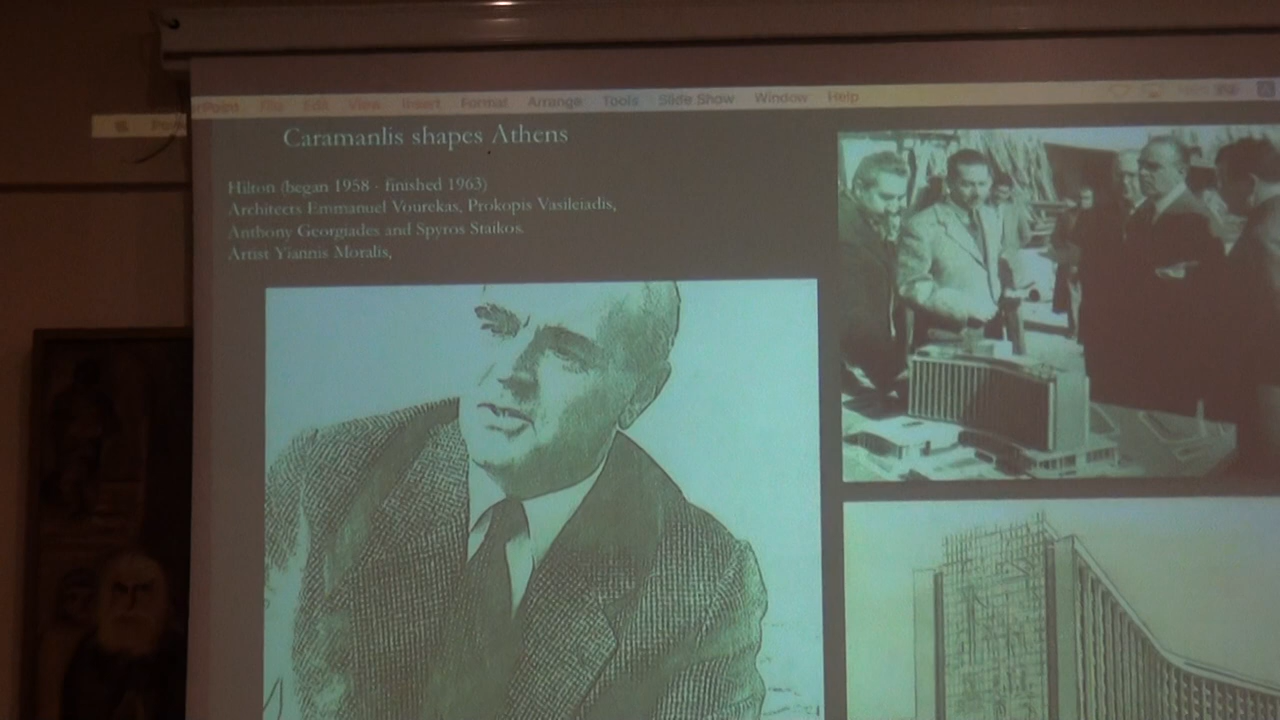 File Edit View Insert Format Arrange Tools Slide Show Window Help
Caramanlis shapes Athens
Hilton (began 1958 - finished 1963)
Architects Emmanuel Vourekas, Prokopis Vasileiadis,
Anthony Georgiades and Spyros Staikos.
Artist Yiannis Moralis,